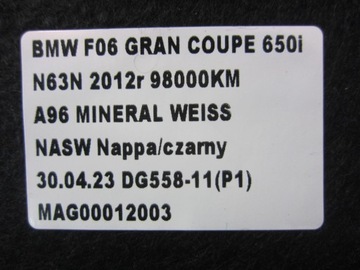 BMW F06 GRAN COUPE 650i
N63N 2012r 98000KM
A96 MINERAL WEISS
NASW Nappa/czarny
30.04.23 DG558-11(P1)
MAG00012003